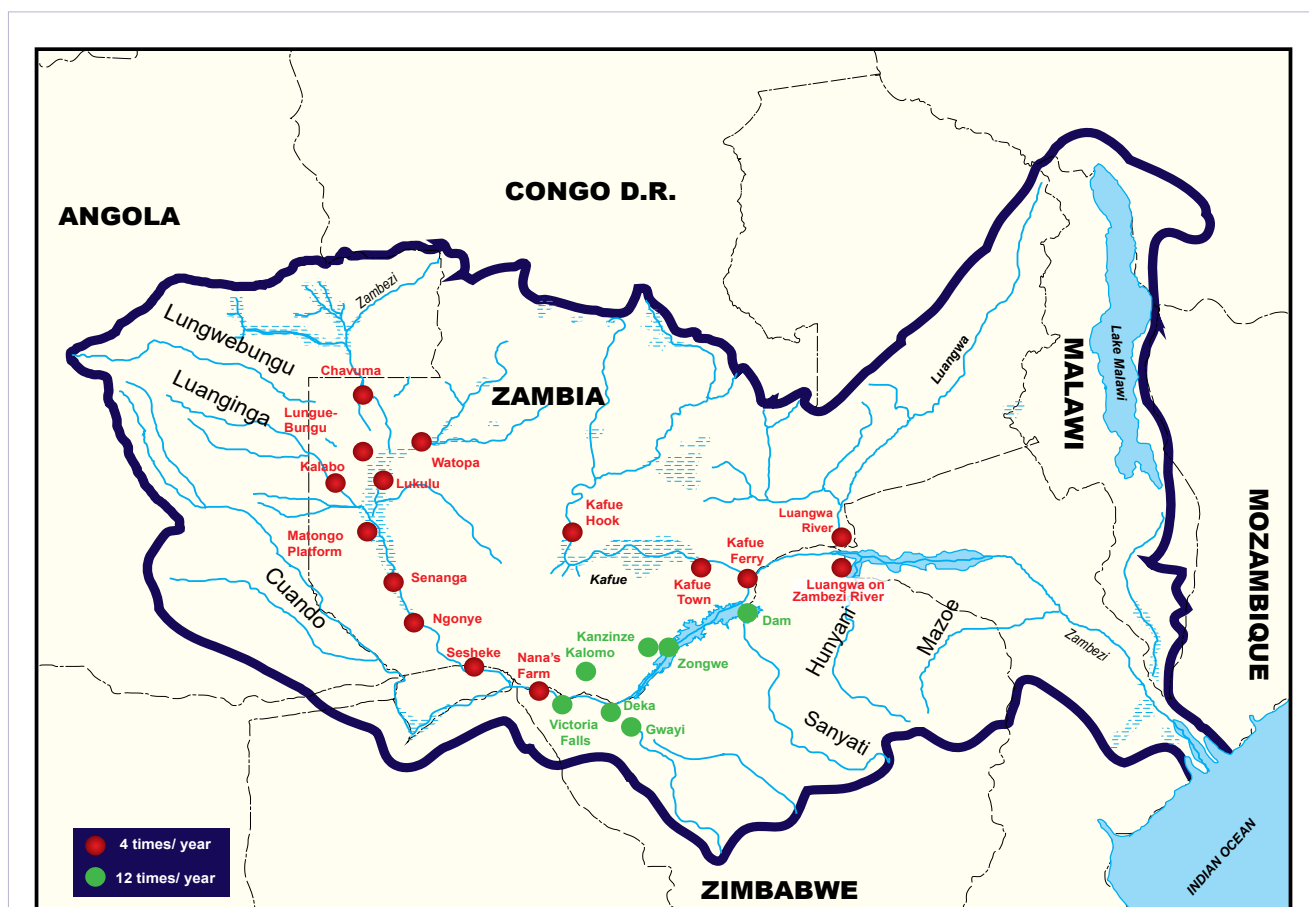 CONGO D.R.
ANGOLA
Zambezi
Lungwebungu
Luangwa
Lake Malawi
MALAWI
Chavuma
Luanginga
ZAMBIA
Lungue-
Bungu
Watopa
Kalabo
Lukulu
Kafue
Hook
Luangwa
River
MOZAMBIQUE
Matongo
Platform
Kafue
Ferry
Senanga
Kafue
Kafue
Town
Luangwa on
Zambezi River
Cuando
Ngonye
Dam
Hunyani
Mazoe
Kanzinze
Kalomo
Zongwe
Zambezi
Sesheke
Nana's
Farm
Deka
Victoria
Falls
Gwayi
Sanyati
4 times/ year
12 times/ year
ZIMBABWE
INDIAN OCEAN